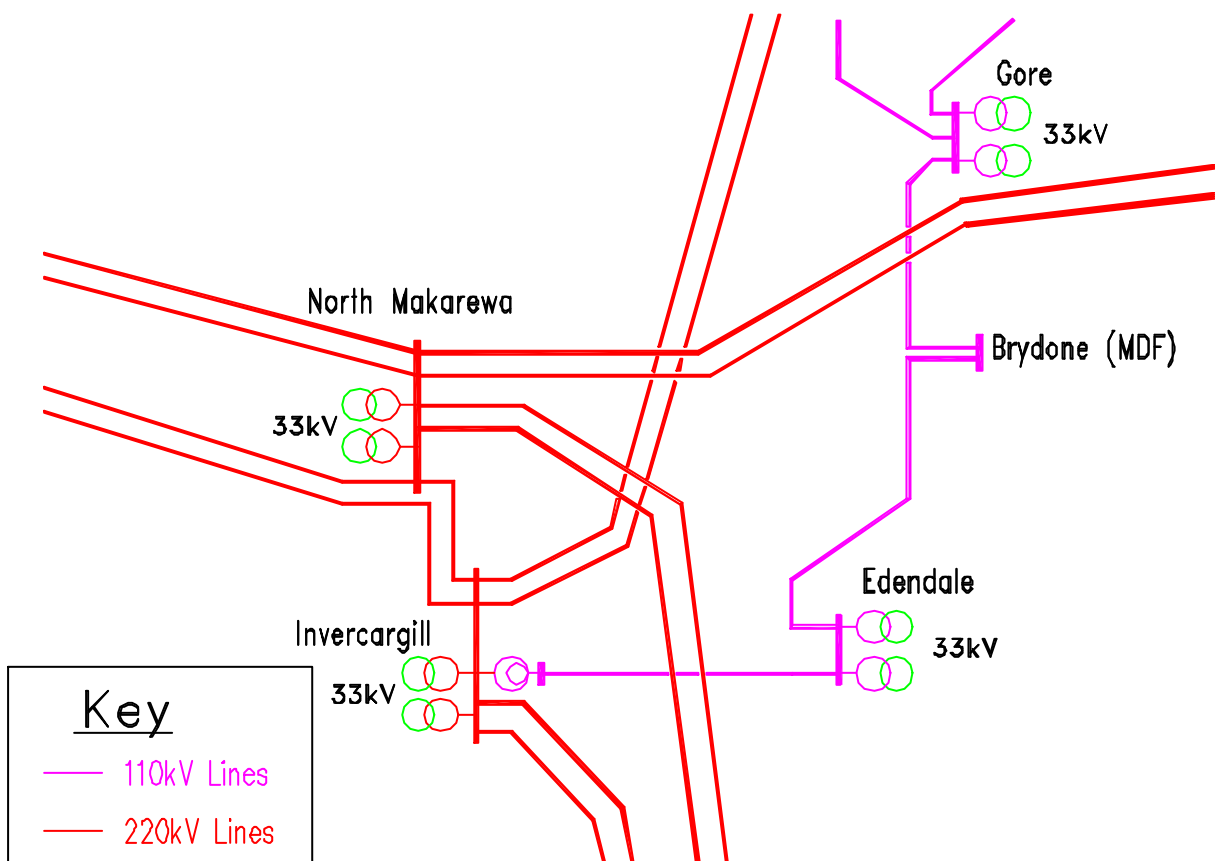 Gore
33kV
North Makarewa
Brydone (MDF)
33kV
Edendale
Invercargill
33kV
33kV
Key
110kV Lines
220kV Lines